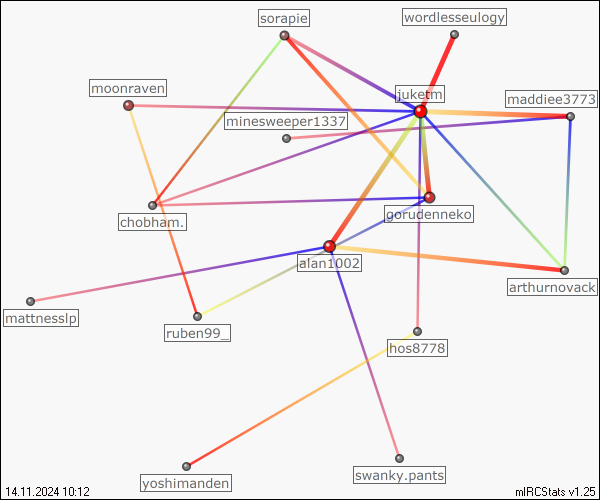 sorapie
wordlesseulogy
moonraven
juketm
maddiee3773
minesweeper1337
chobham.
gorudenneko
alan1002
arthurnovack
mattnesslp
ruben99_
hos8778
yoshimanden
swanky.pants
14.11.2024 10:12
mIRCStats v1.25